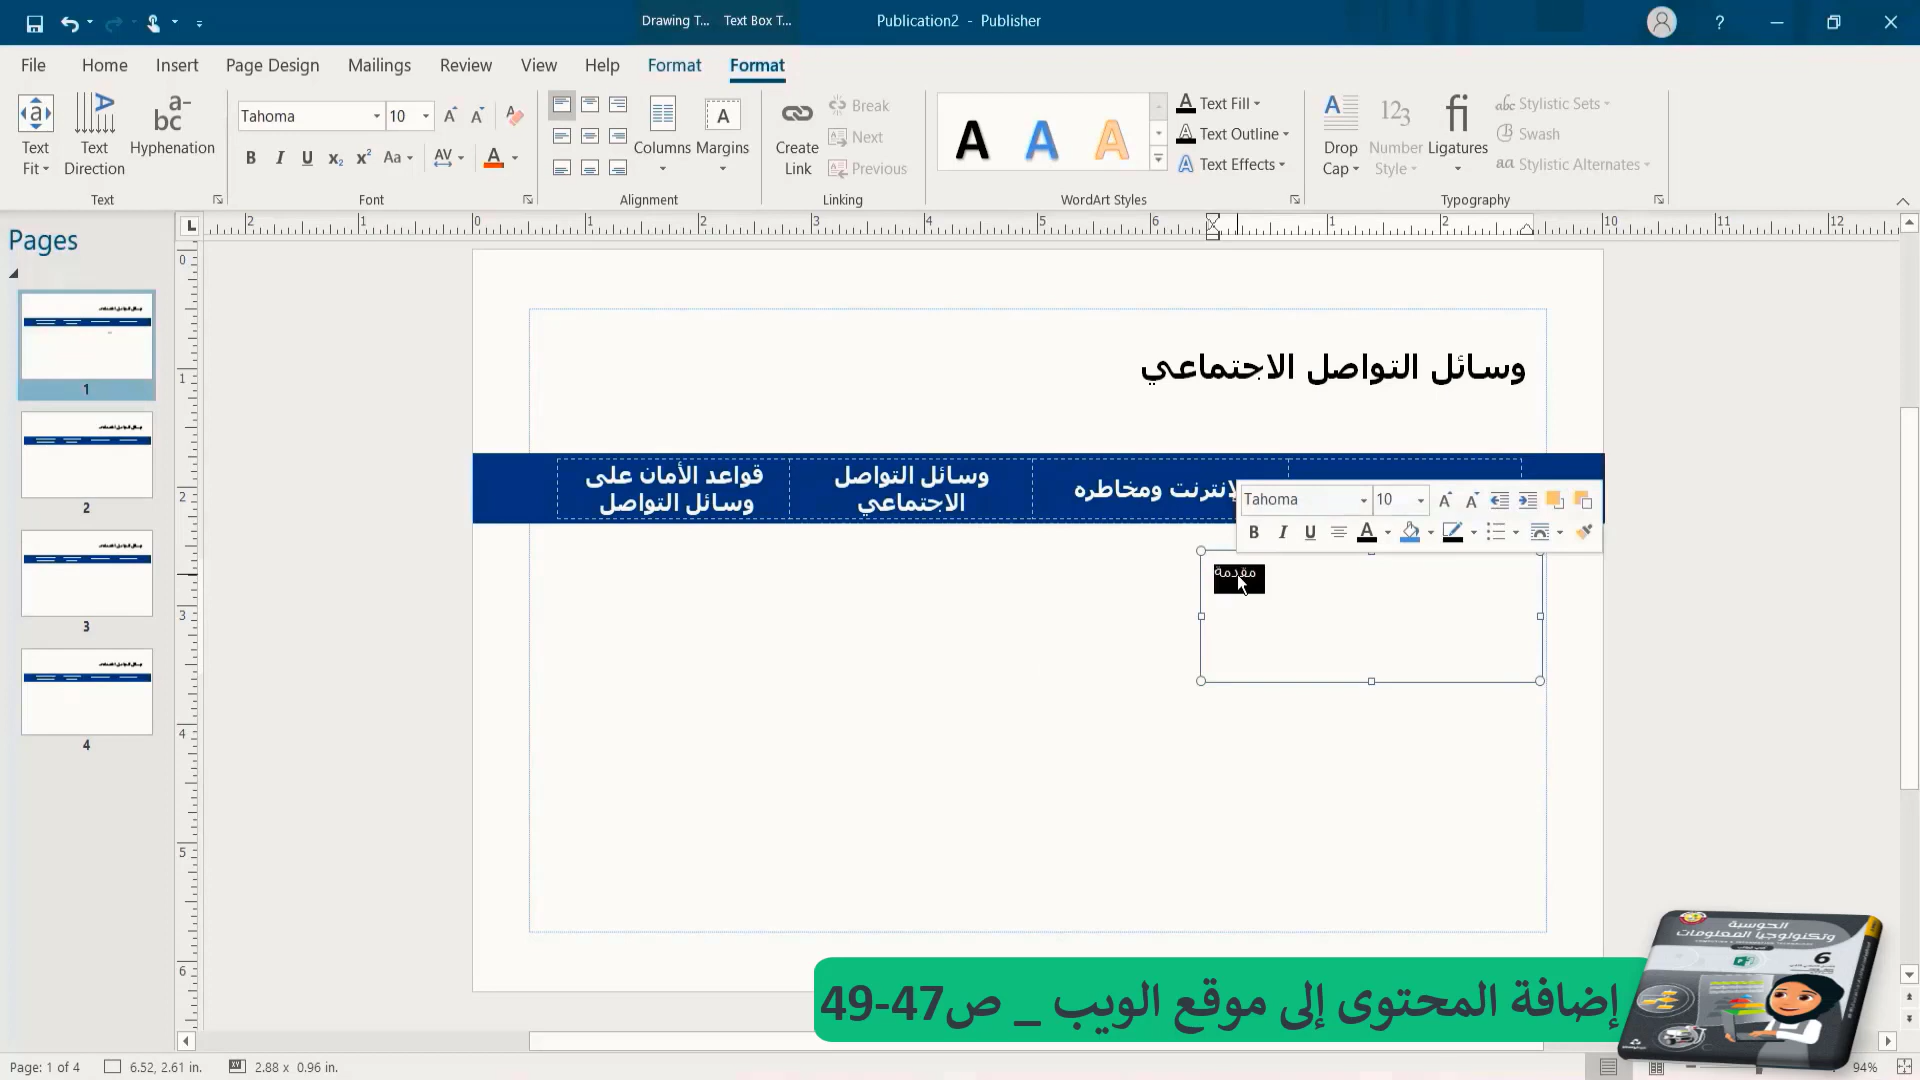 Drawing T...
Text Box T...
Publication2 - Publisher
File
Home
Insert
Page Design
Mailings
Review
View
Help
Format
Format
Text Fit
Text Direction
Hyphenation
Text
Tahoma
10
Font
Columns
Margins
Alignment
Create Link
Break
Next
Previous
Linking
Text Fill
Text Outline
Text Effects
WordArt Styles
Drop Cap
Number Style
Ligatures
Stylistic Sets
Swash
Stylistic Alternates
Typography
Pages
1
2
3
4
وسائل التواصل الاجتماعي
لإنترنت ومخاطره
وسائل التواصل
الاجتماعي
قواعد الأمان على
وسائل التواصل
Tahoma
10
مقدمة
إضافة المحتوى إلى موقع الويب _ ص47-49
الحوسبة
وتكنولوجيا المعلومات
6
Page: 1 of 4
6.52, 2.61 in.
2.88 x 0.96 in.
94%